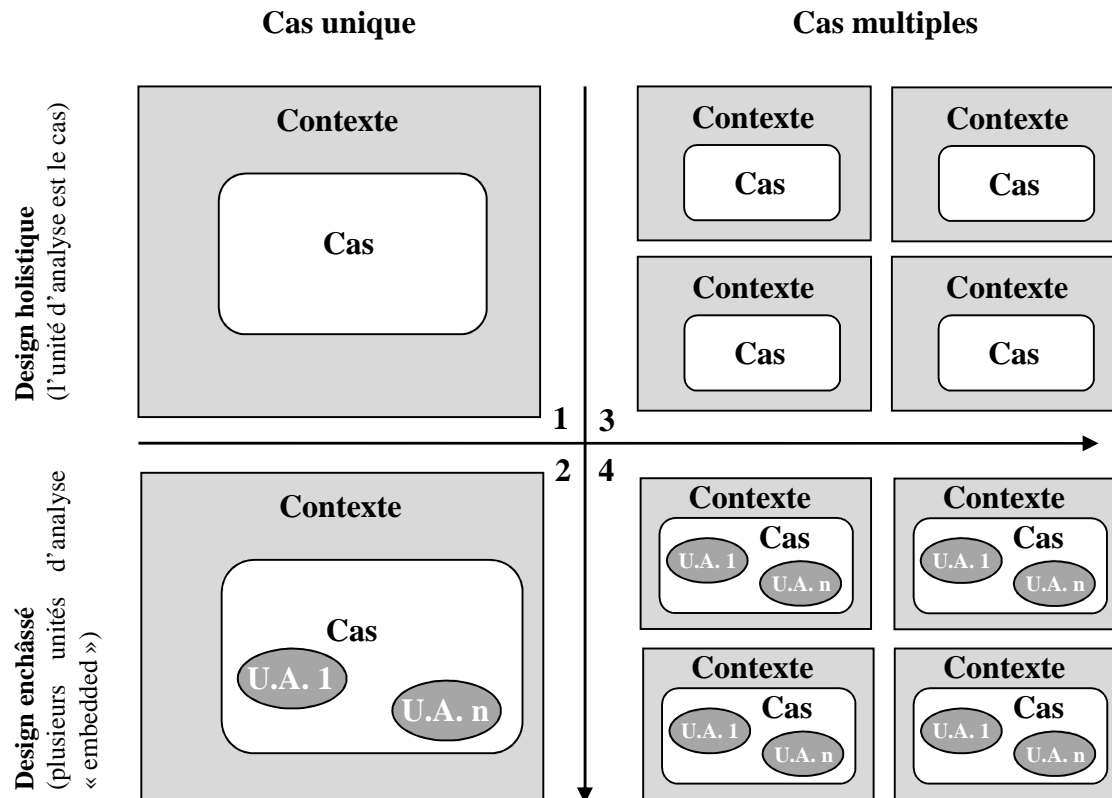 Cas unique
Cas multiples
Design holistique
(l'unité d'analyse est le cas)
Contexte
Cas
Contexte
Cas
Contexte
Cas
Contexte
Cas
Contexte
Cas
1
3
2
4
Design enchâssé
(plusieurs unités d'analyse
« embedded »)
Contexte
Cas
U.A. 1
U.A. n
Contexte
Cas
U.A. 1
U.A. n
Contexte
Cas
U.A. 1
U.A. n
Contexte
Cas
U.A. 1
U.A. n
Contexte
Cas
U.A. 1
U.A. n